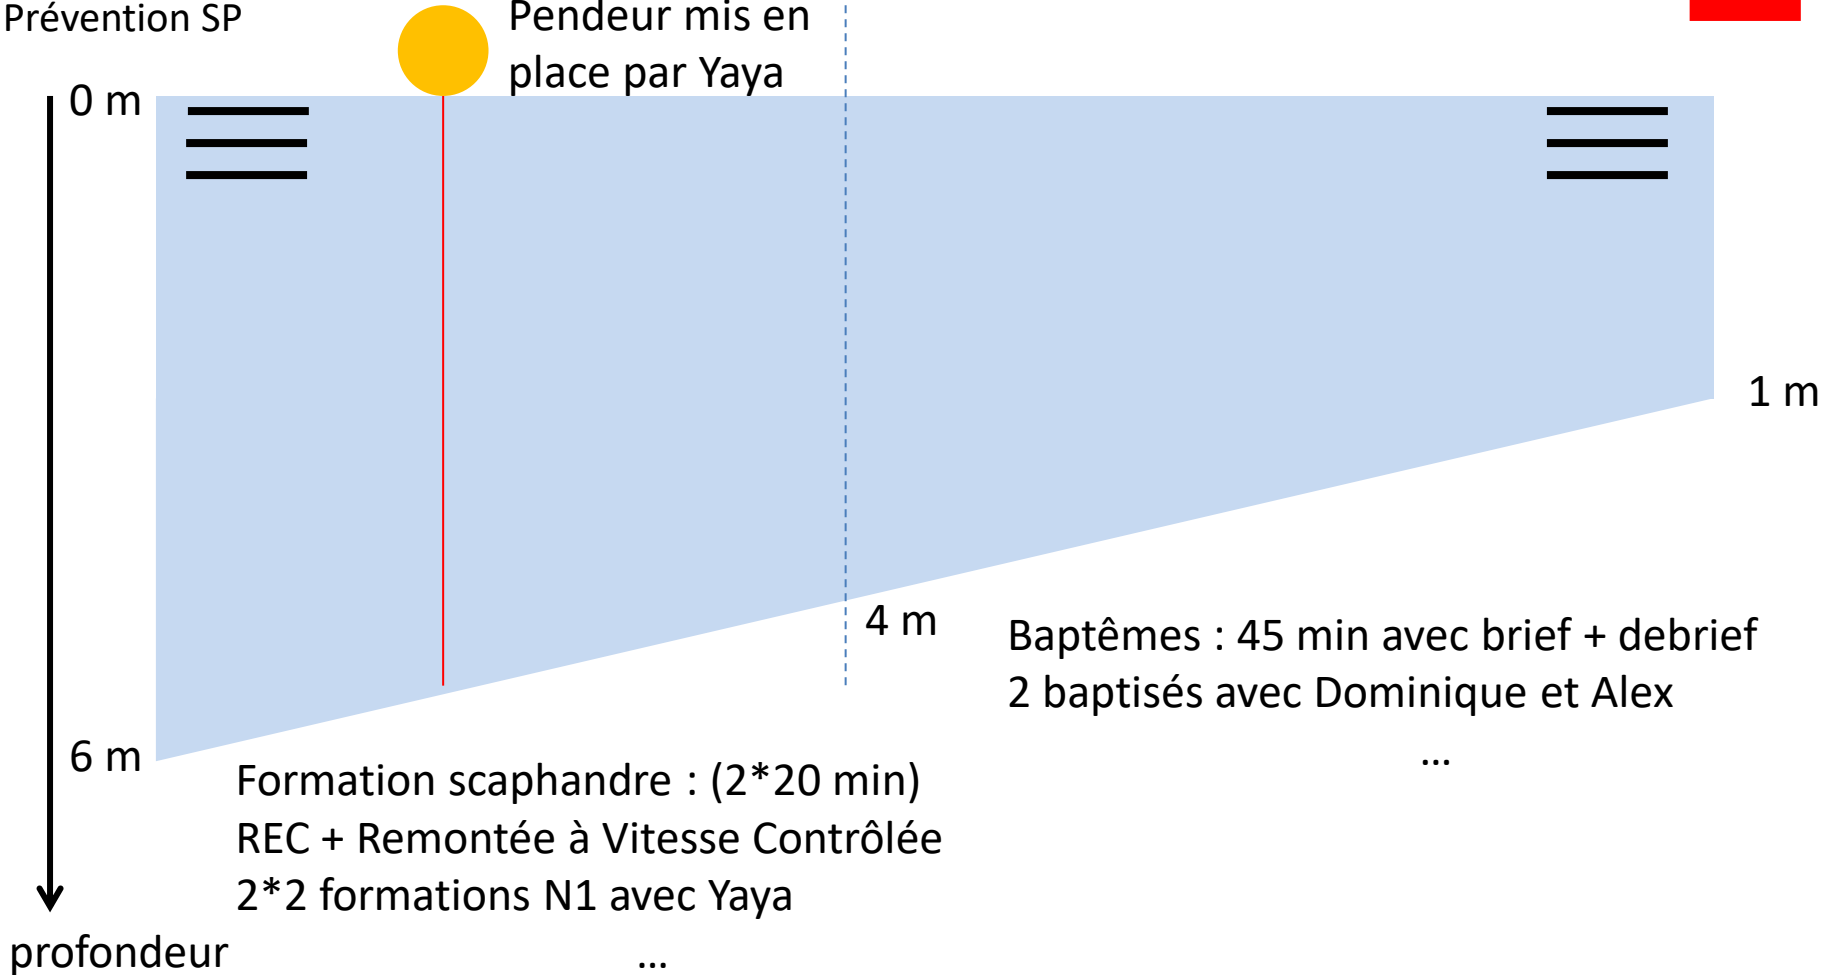 Prévention SP
Pendeur mis en
place par Yaya
0 m
1 m
4 m
6 m
Baptêmes : 45 min avec brief + debrief
2 baptisés avec Dominique et Alex
...
Formation scaphandre : (2*20 min)
REC + Remontée à Vitesse Contrôlée
2*2 formations N1 avec Yaya
...
profondeur